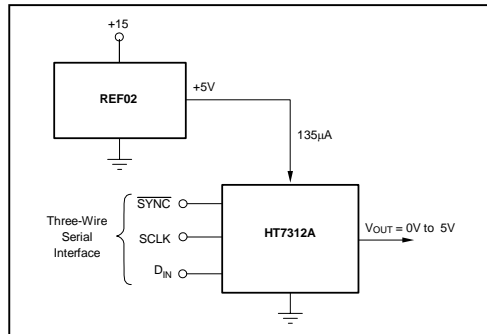 +15
REF02
+5V
135μA
SYNC
SCLK
DIN
Three-Wire
Serial
Interface
HT7312A
VOUT = 0V to 5V